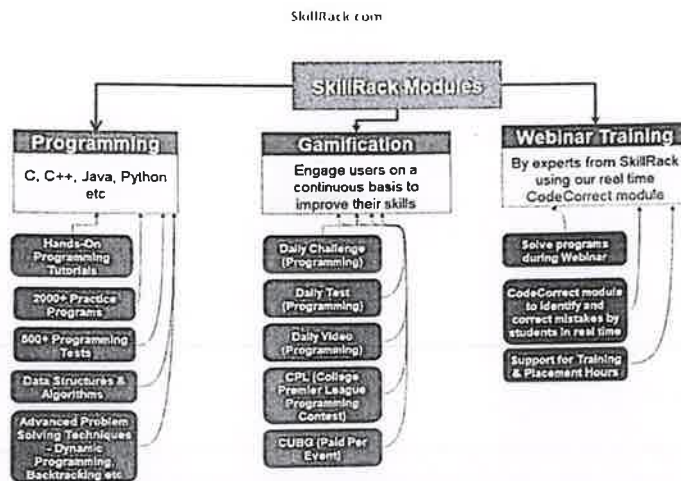 SkillRack.com
SkillRack Modules
Programming
C, C++, Java, Python
etc
Hands-On
Programming
Tutorials
2000+ Practice
Programs
600+ Programming
Tests
Data Structures &
Algorithms
Advanced Problem
Solving Techniques
- Dynamic
Programming,
Backtracking etc
Gamification
Engage users on a
continuous basis to
improve their skills
Daily Challenge
(Programming)
Daily Test
(Programming)
Daily Video
(Programming)
CPL (College
Premier League
Programming
Contest)
CUBG (Paid Per
Event)
Webinar Training
By experts from SkillRack
using our real time
CodeCorrect module
Solve programs
during Webinar
CodeCorrect module
to identify and
correct mistakes by
students in real time
Support for Training
& Placement Hours